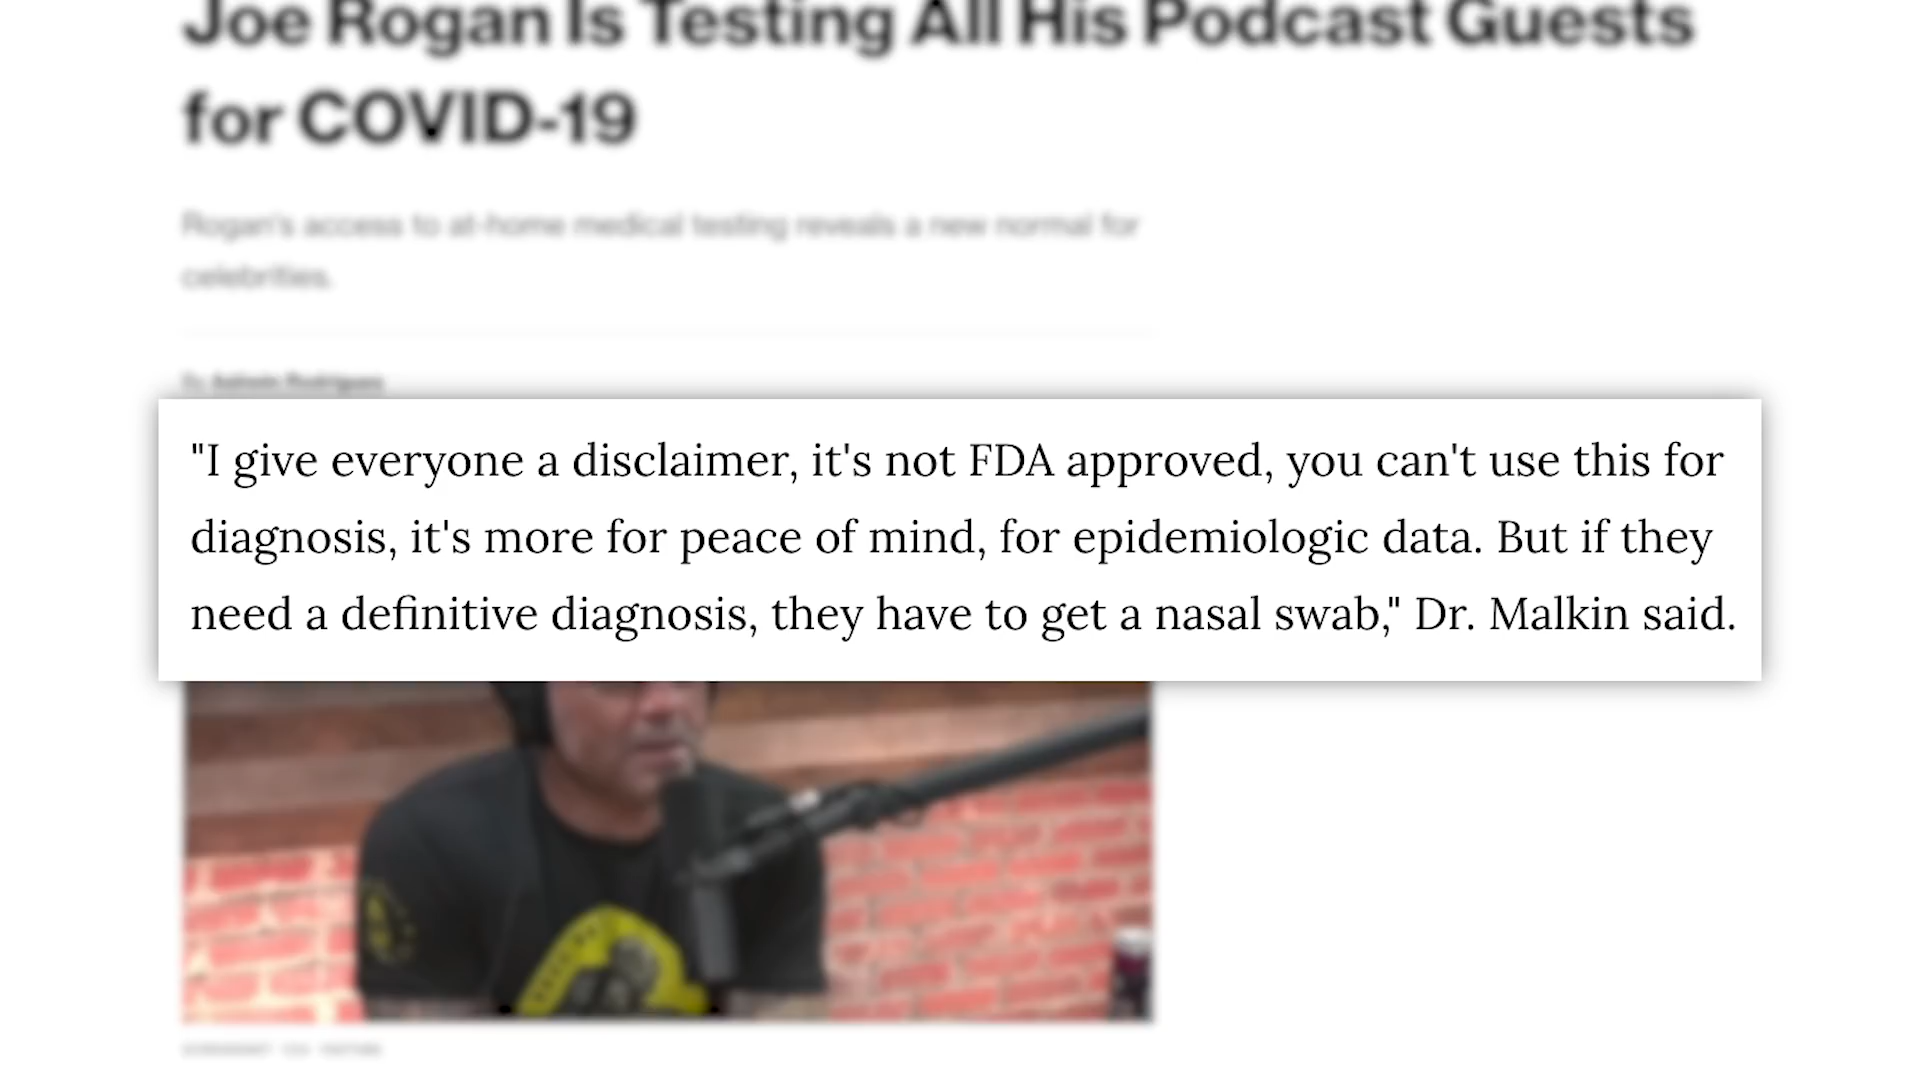 Joe Rogan Is Testing All His Podcast Guests
for COVID-19
Rogan's access to at-home medical testing reveals a new normal for
celebrities.
By
"I give everyone a disclaimer, it's not FDA approved, you can't use this for
diagnosis, it's more for peace of mind, for epidemiologic data. But if they
need a definitive diagnosis, they have to get a nasal swab," Dr. Malkin said.